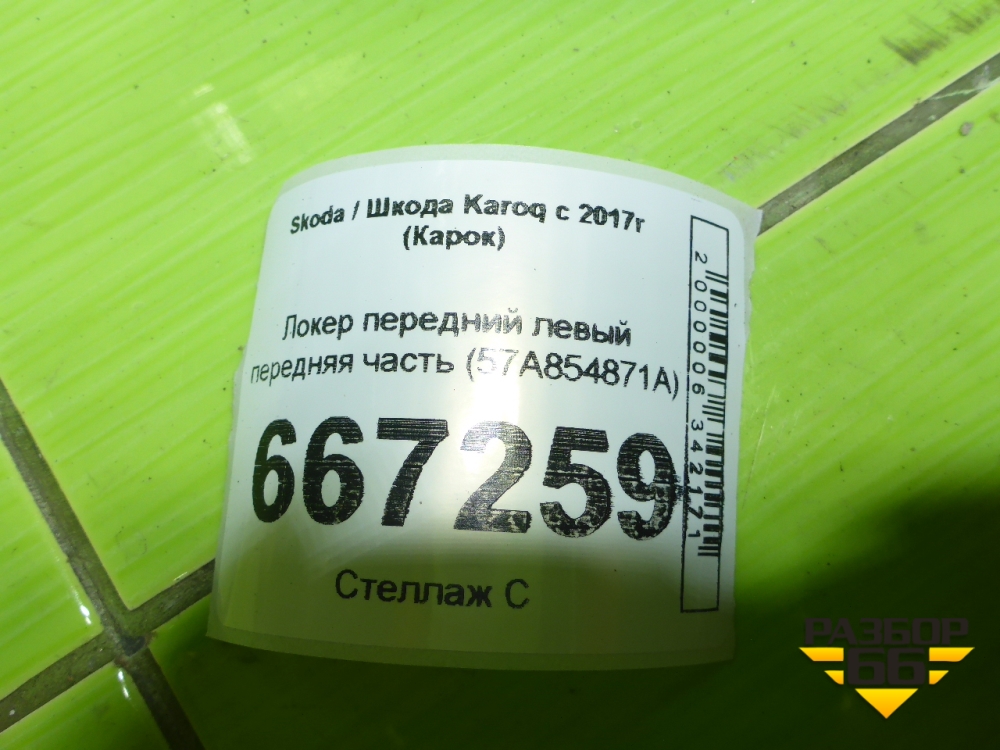 Skoda / Шкода Karoq с 2017г
(Карок)
Локер передний левый
передняя часть (57A854871A)
667259
Стеллаж С
2000006342171
РАЗБОР
66